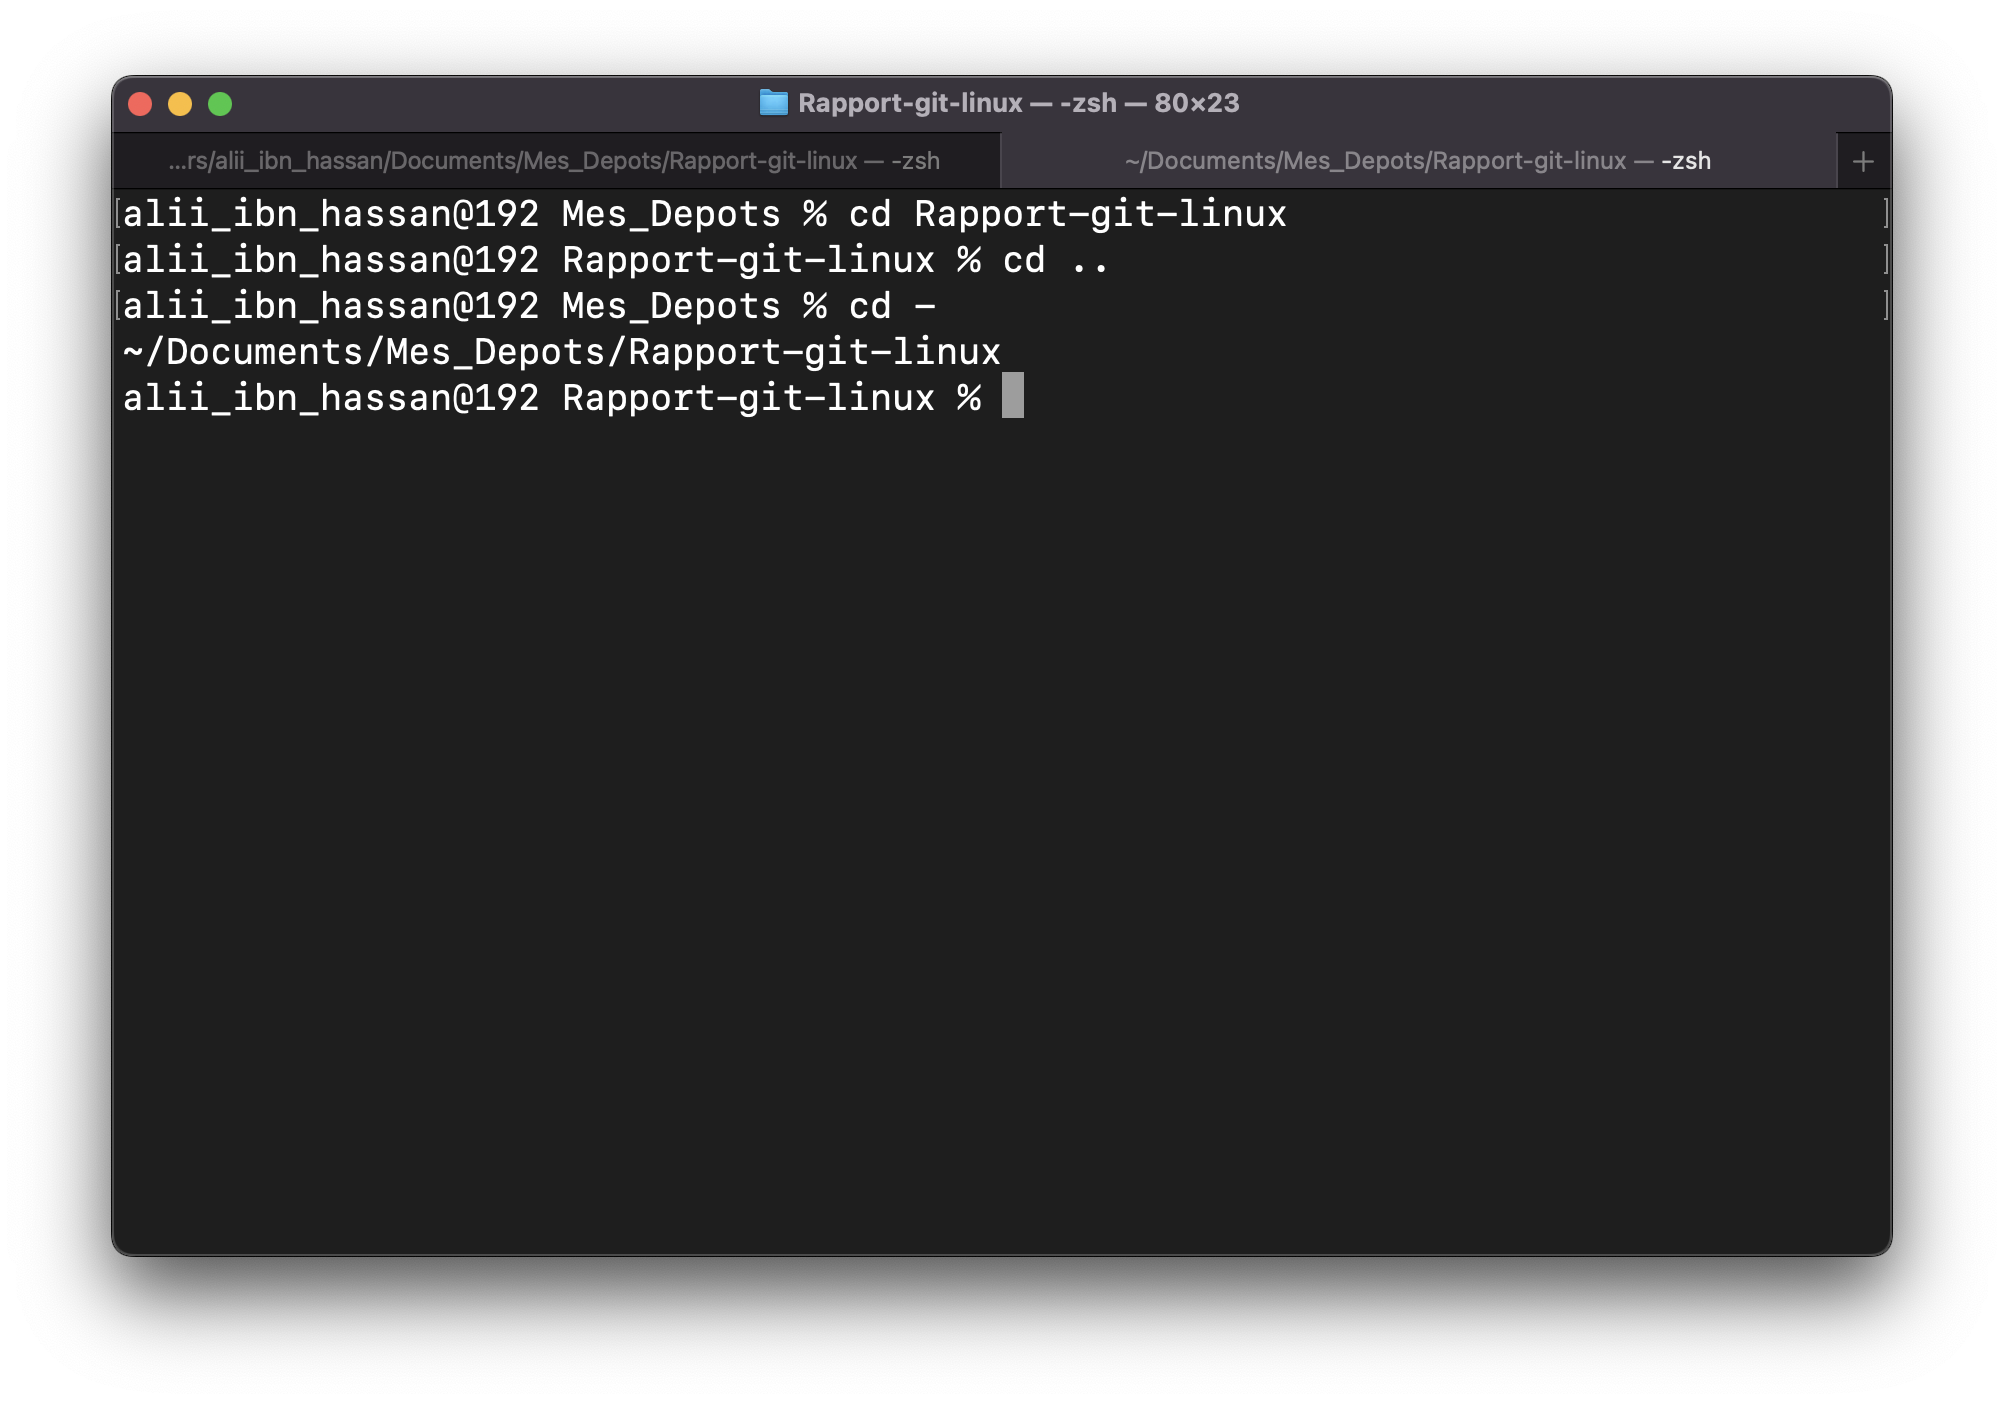 Rapport-git-linux — -zsh — 80×23
...rs/alii_ibn_hassan/Documents/Mes_Depots/Rapport-git-linux — -zsh
~/Documents/Mes_Depots/Rapport-git-linux — -zsh
[alii_ibn_hassan@192 Mes_Depots % cd Rapport-git-linux ]
[alii_ibn_hassan@192 Rapport-git-linux % cd .. ]
[alii_ibn_hassan@192 Mes_Depots % cd - ]
~/Documents/Mes_Depots/Rapport-git-linux
alii_ibn_hassan@192 Rapport-git-linux %